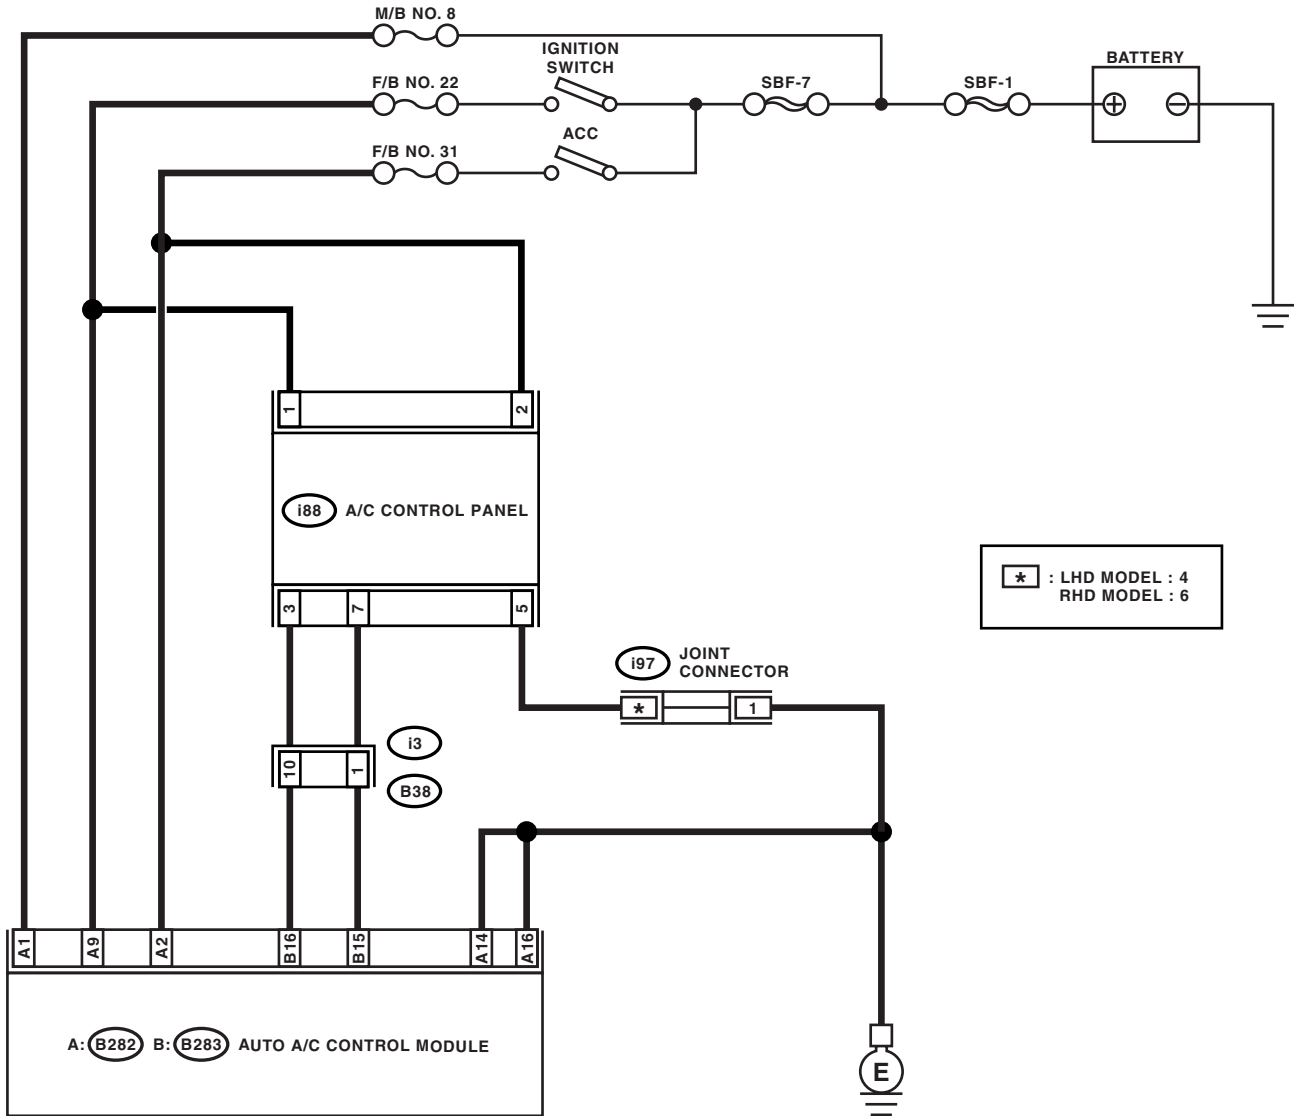 M/B NO. 8
IGNITION
SWITCH
F/B NO. 22
SBF-7
SBF-1
BATTERY
+
−
ACC
F/B NO. 31
1
2
i88
A/C CONTROL PANEL
3
7
5
* : LHD MODEL : 4
RHD MODEL : 6
i97
JOINT
CONNECTOR
*
1
i3
10
1
B38
A1
A9
A2
B16
B15
A14
A16
A: B282 B: B283 AUTO A/C CONTROL MODULE
E